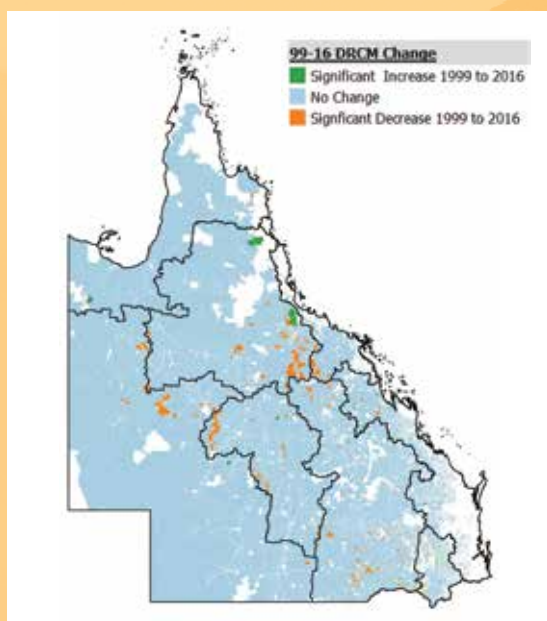 99-16 DRCM Change
Significant Increase 1999 to 2016
No Change
Signficant Decrease 1999 to 2016